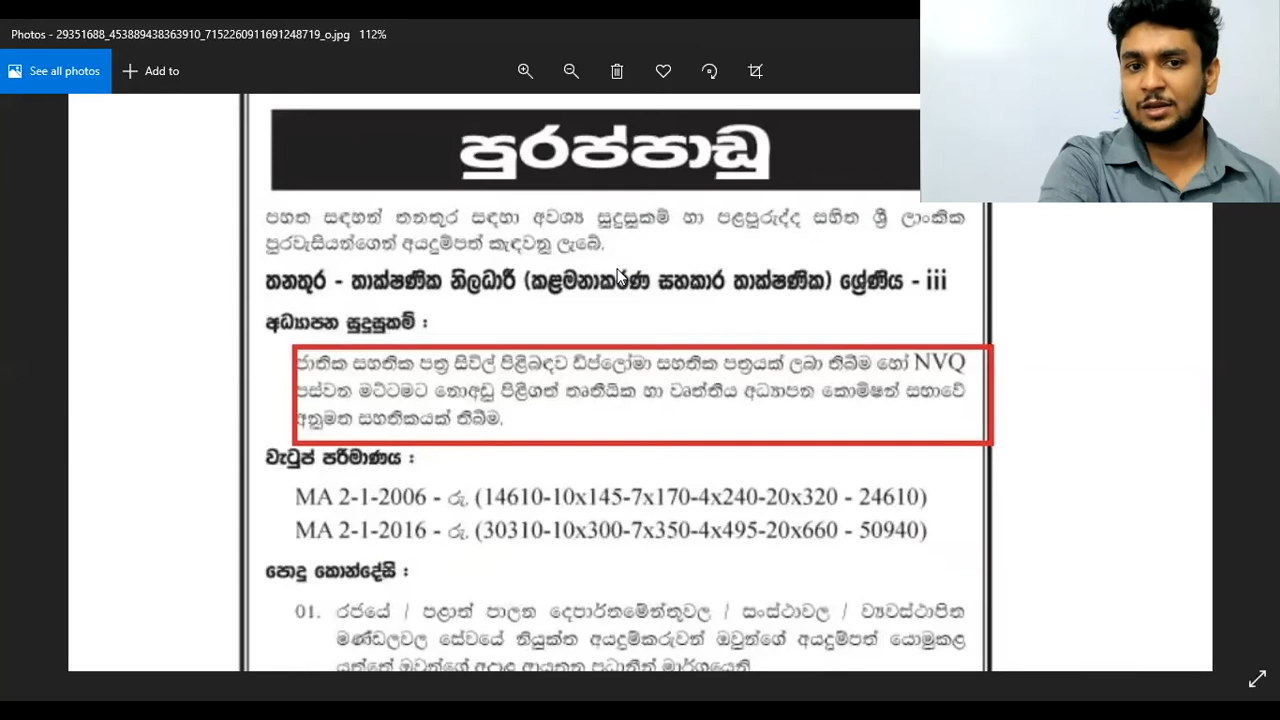 Photos - 29351688_453889438363910_7152260911691248719_o.jpg 112%
See all photos
Add to
පුරප්පාඩු
පහත සඳහන් තනතුර සඳහා අවශ්‍ය සුදුසුකම් හා පළපුරුද්ද සහිත ශ්‍රී ලාංකික
පුරවැසියන්ගෙන් අයදුම්පත් කැඳවනු ලැබේ.
තනතුර - තාක්ෂණික නිලධාරී (කළමනාකරණ සහකාර තාක්ෂණික) ශ්‍රේණිය - iii
අධ්‍යාපන සුදුසුකම් :
ජාතික සහතික පත්‍ර සිවිල් පිළිබඳව ඩිප්ලෝමා සහතික පත්‍රයක් ලබා තිබීම හෝ NVQ
පස්වන මට්ටමට නොඅඩු පිළිගත් තෘතීයික හා වෘත්තීය අධ්‍යාපන කොමිෂන් සභාවේ
අනුමත සහතිකයක් තිබීම.
වැටුප් පරිමාණය :
MA 2-1-2006 - රු. (14610-10x145-7x170-4x240-20x320 - 24610)
MA 2-1-2016 - රු. (30310-10x300-7x350-4x495-20x660 - 50940)
පොදු කොන්දේසි :
01. රජයේ / පළාත් පාලන දෙපාර්තමේන්තුවල / සංස්ථාවල / ව්‍යවස්ථාපිත
මණ්ඩලවල සේවයේ නියුක්ත අයදුම්කරුවන් ඔවුන්ගේ අයදුම්පත් යොමුකළ
යුත්තේ ඔවුන්ගේ අදාළ ආයතන ප්‍රධානීන් මාර්ගයෙනි